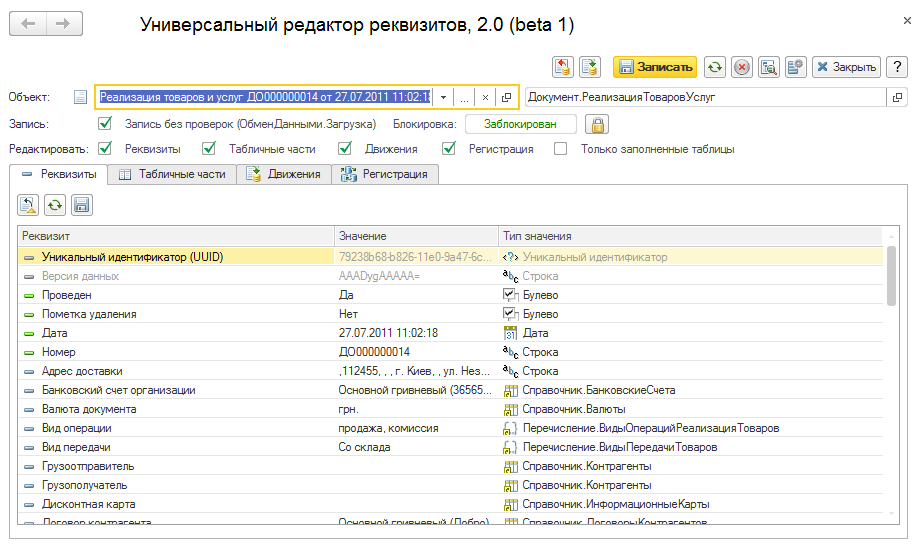 Универсальный редактор реквизитов, 2.0 (beta 1)
Записать Закрыть ?
Объект: Реализация товаров и услуг ДО000000014 от 27.07.2011 11:02:18 ... Документ.РеализацияТоваровУслуг
Запись: Запись без проверок (ОбменДанными.Загрузка) Блокировка: Заблокирован
Редактировать: Реквизиты Табличные части Движения Регистрация Только заполненные таблицы
Реквизиты Табличные части Движения Регистрация
Реквизит Значение Тип значения
Уникальный идентификатор (UUID) 79238b68-b826-11e0-9a47-6c... Уникальный идентификатор
Версия данных AAADygAAAAA= Строка
Проведен Да Булево
Пометка удаления Нет Булево
Дата 27.07.2011 11:02:18 Дата
Номер ДО000000014 Строка
Адрес доставки ,112455, , , г. Киев, , ул. Нез... Строка
Банковский счет организации Основной гривневый (36565... Справочник.БанковскиеСчета
Валюта документа грн. Справочник.Валюты
Вид операции продажа, комиссия Перечисление.ВидыОперацийРеализацияТоваров
Вид передачи Со склада Перечисление.ВидыПередачиТоваров
Грузоотправитель Справочник.Контрагенты
Грузополучатель Справочник.Контрагенты
Дисконтная карта Справочник.ИнформационныеКарты
Договор контрагента Основной гривневый (Добро) Справочник.ДоговорыКонтрагентов